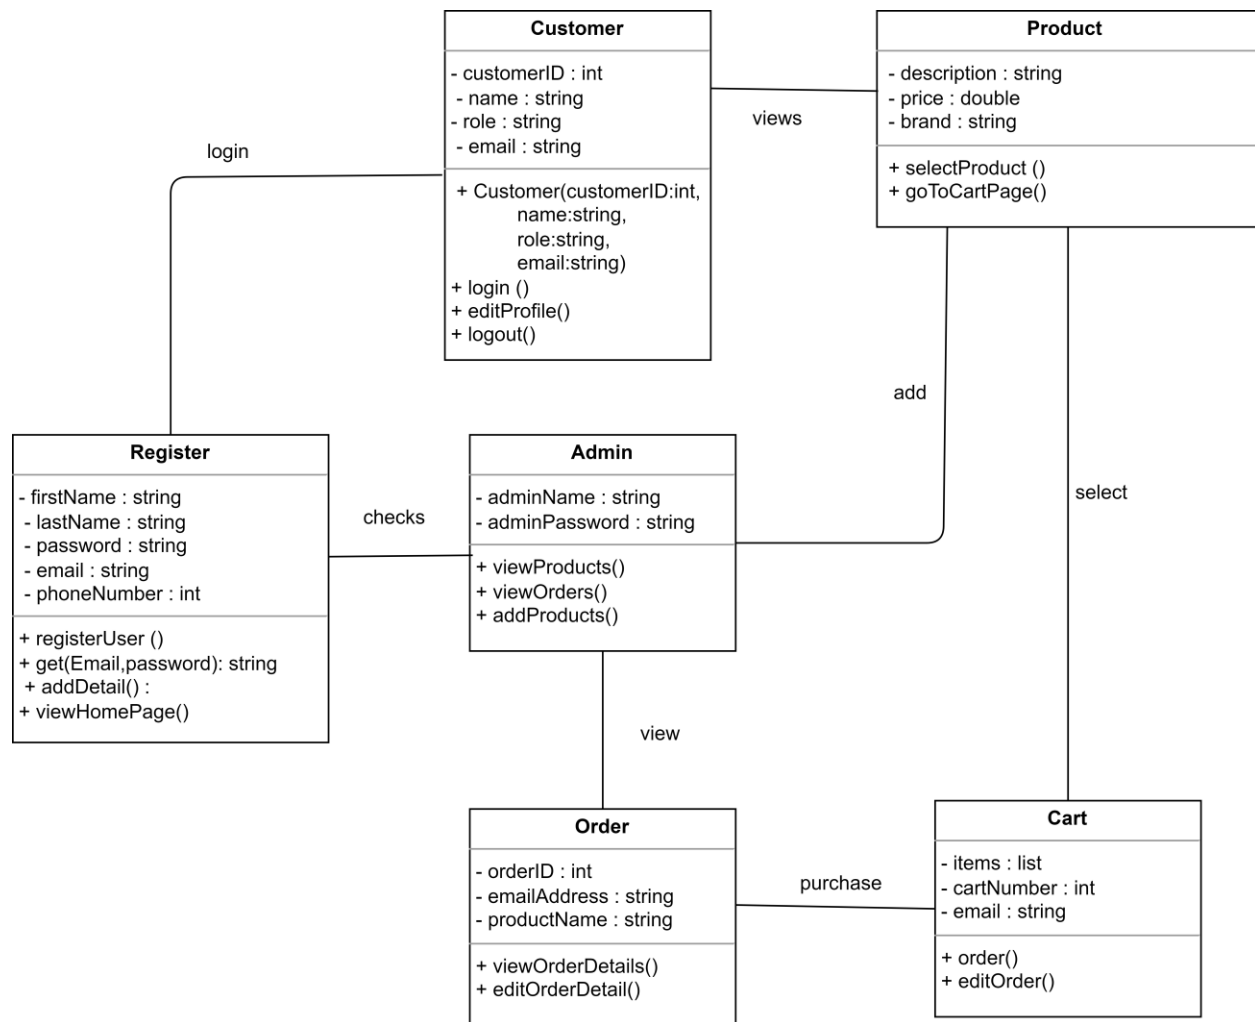 Customer
- customerID : int
- name : string
- role : string
- email : string
+ Customer(customerID:int,
name:string,
role:string,
email:string)
+ login ()
+ editProfile()
+ logout()
views
Product
- description : string
- price : double
- brand : string
+ selectProduct ()
+ goToCartPage()
login
add
select
Register
- firstName : string
- lastName : string
- password : string
- email : string
- phoneNumber : int
+ registerUser ()
+ get(Email,password): string
+ addDetail() :
+ viewHomePage()
checks
Admin
- adminName : string
- adminPassword : string
+ viewProducts()
+ viewOrders()
+ addProducts()
view
Order
- orderID : int
- emailAddress : string
- productName : string
+ viewOrderDetails()
+ editOrderDetail()
purchase
Cart
- items : list
- cartNumber : int
- email : string
+ order()
+ editOrder()